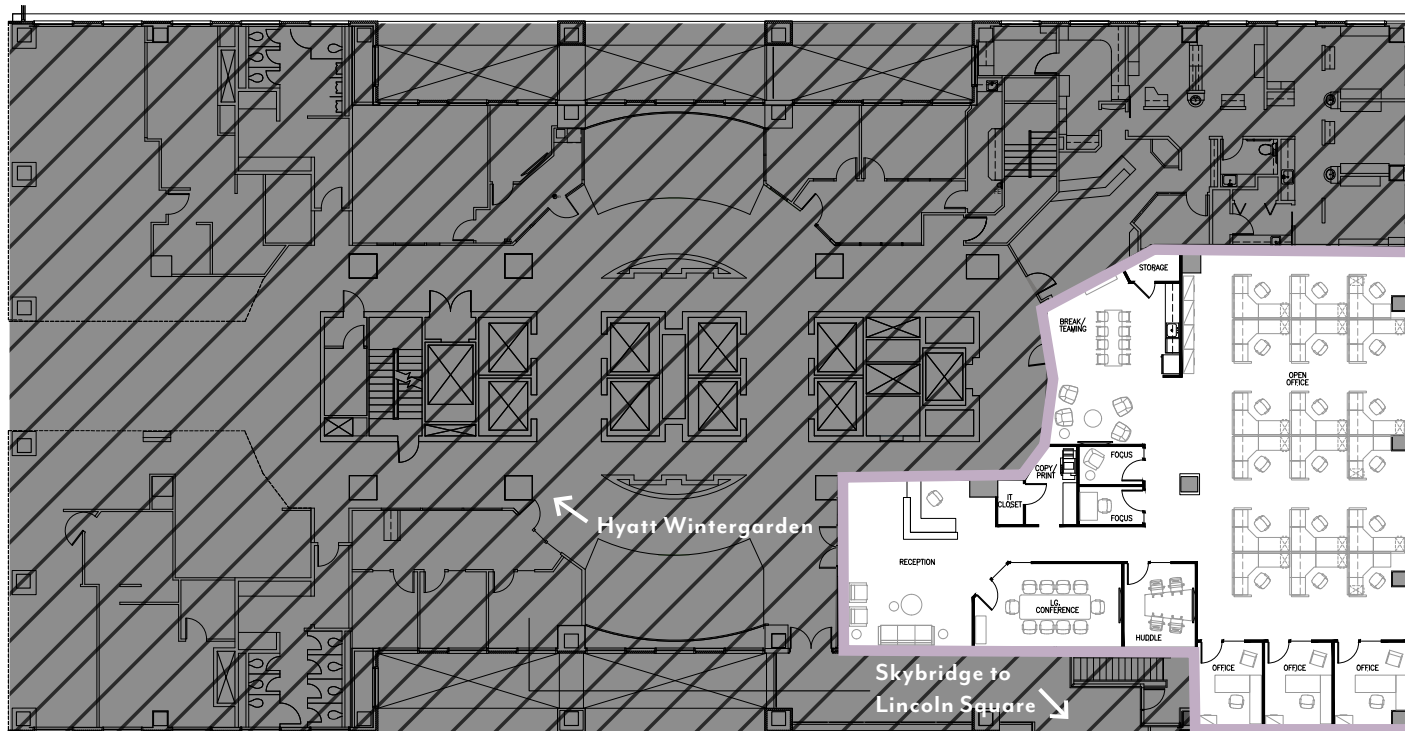 STORAGE
BREAK/
TEAMING
OPEN
OFFICE
FOCUS
COPY/
PRINT
IT
CLOSET
FOCUS
Hyatt Wintergarden
RECEPTION
LG.
CONFERENCE
HUDDLE
OFFICE
OFFICE
OFFICE
Skybridge to
Lincoln Square